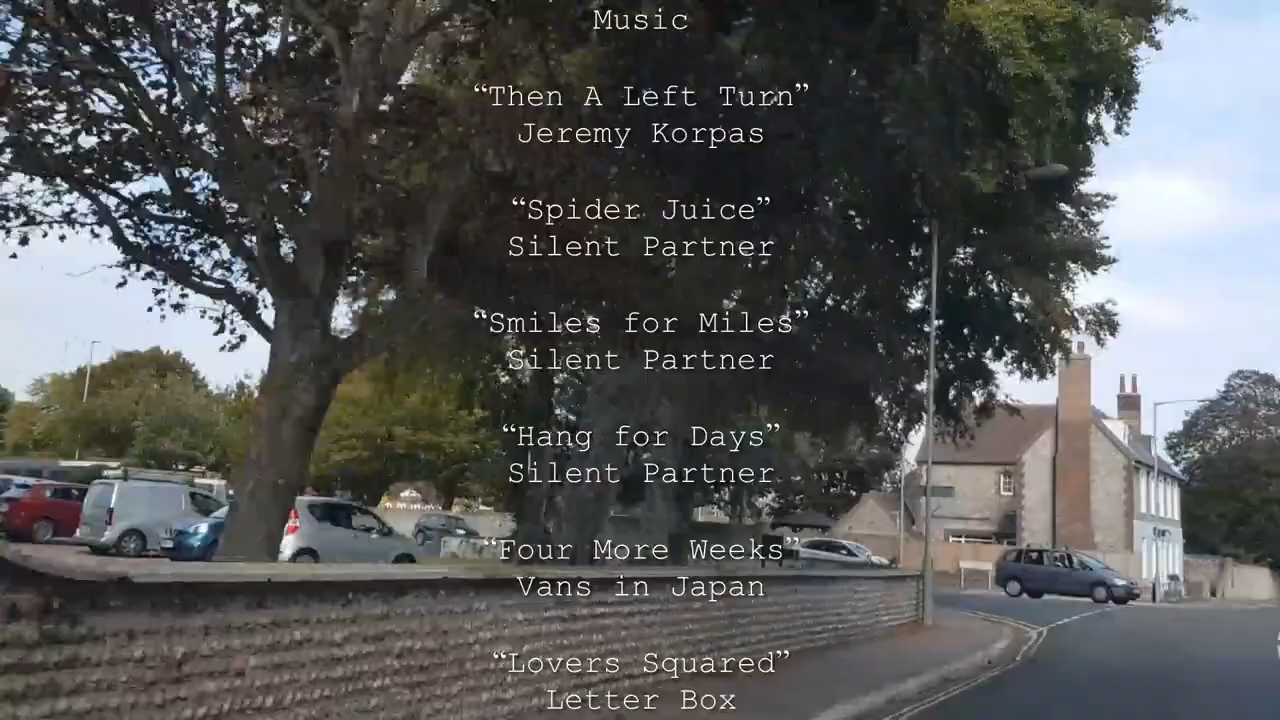 Music
“Then A Left Turn”
Jeremy Korpas
“Spider Juice”
Silent Partner
“Smiles for Miles”
Silent Partner
“Hang for Days”
Silent Partner
“Four More Weeks”
Vans in Japan
“Lovers Squared”
Letter Box